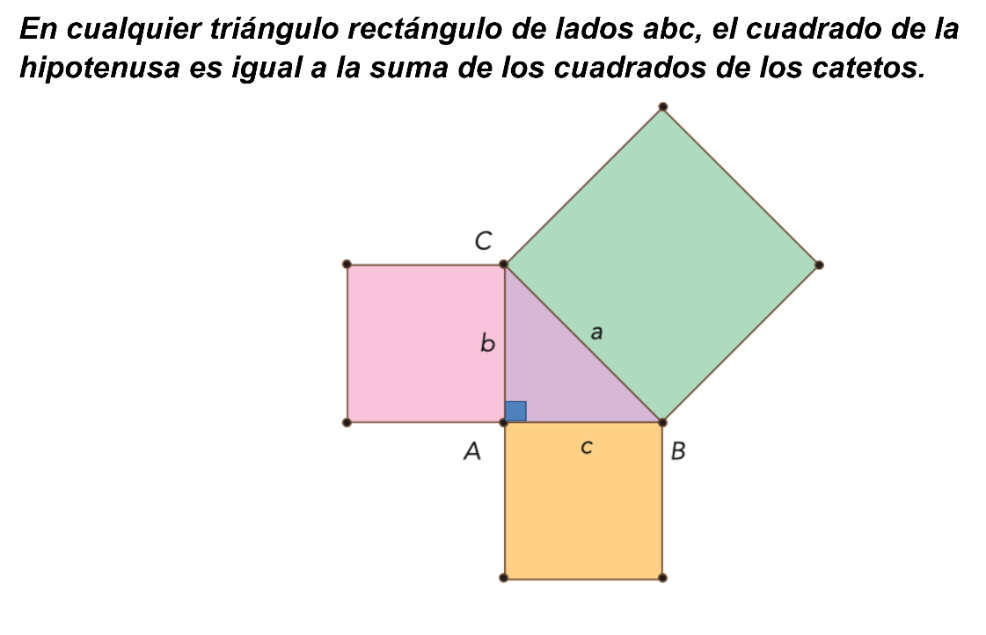 En cualquier triángulo rectángulo de lados abc, el cuadrado de la
hipotenusa es igual a la suma de los cuadrados de los catetos.
C
b
a
A
c
B